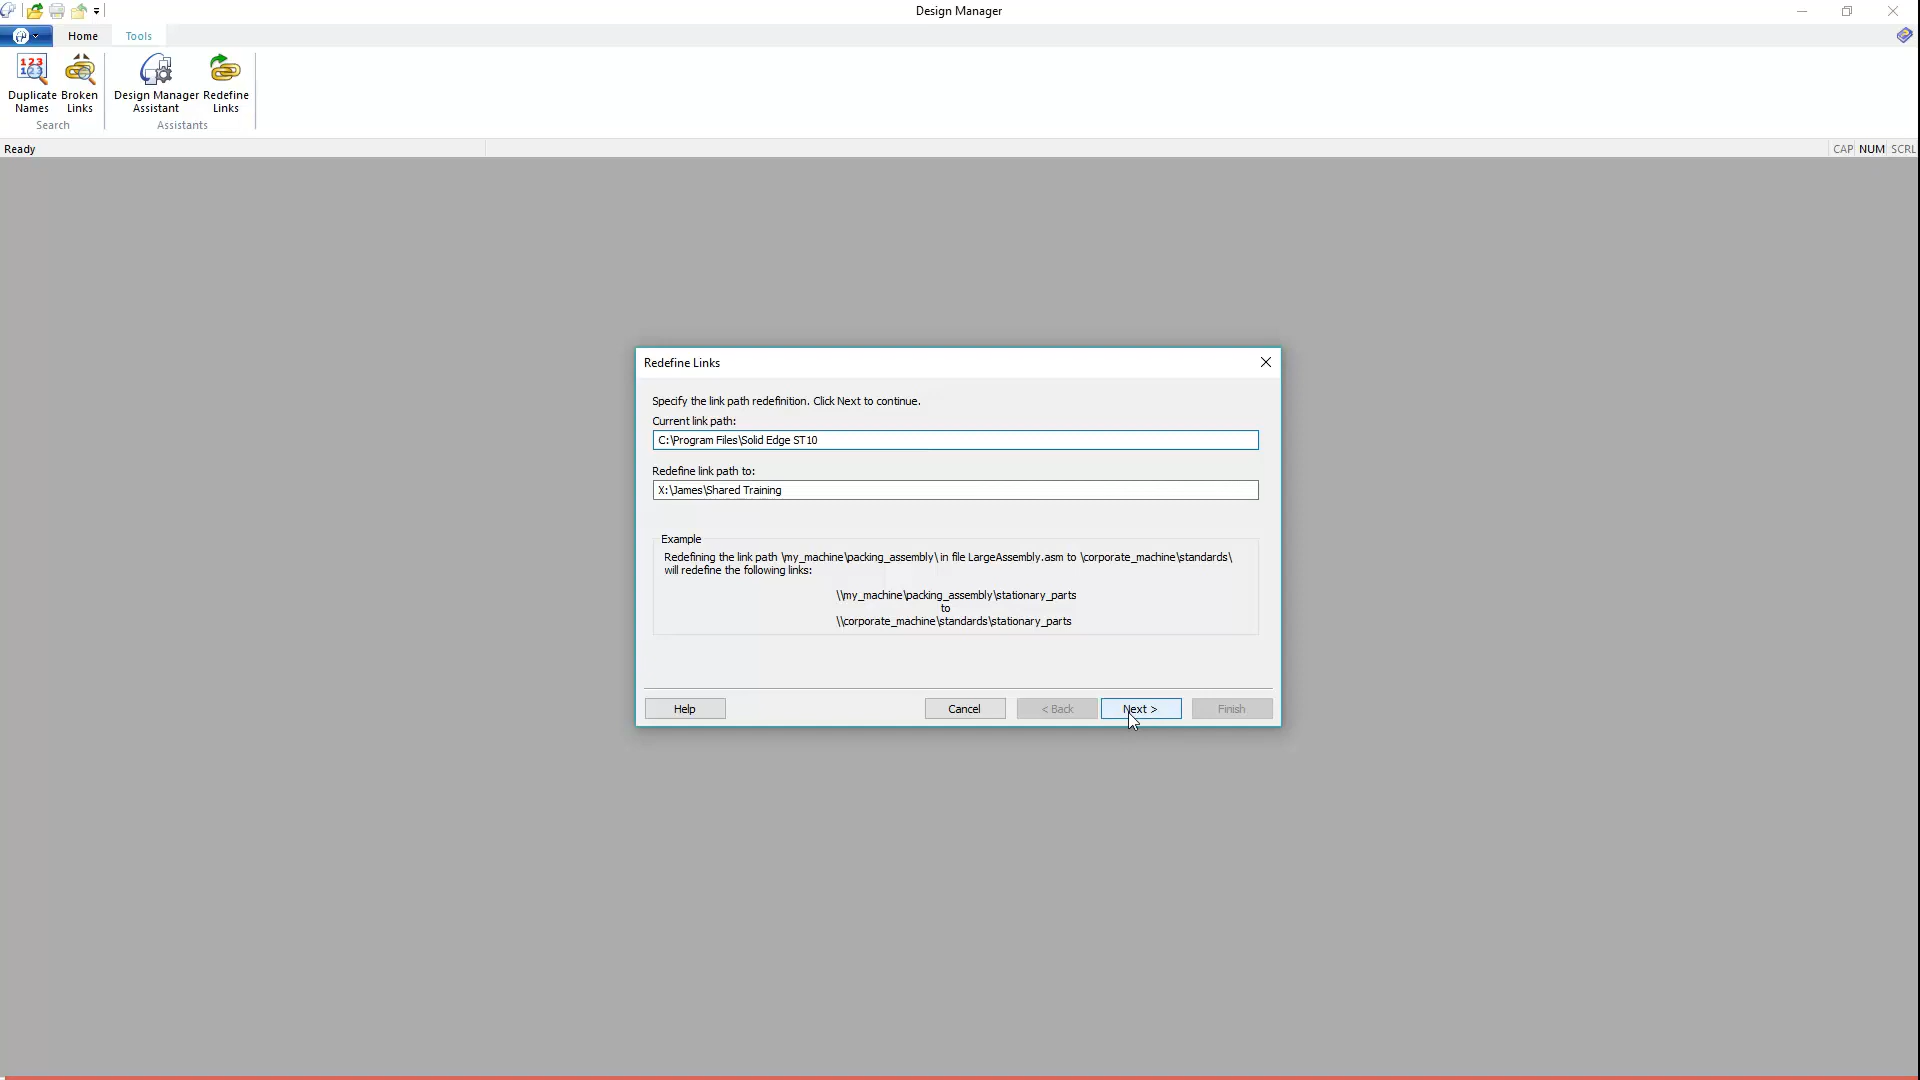 Design Manager
Home
Tools
123
123
Duplicate Names
Broken Links
Design Manager Assistant
Redefine Links
Search
Assistants
Ready
CAP NUM SCRL
Redefine Links
Specify the link path redefinition. Click Next to continue.
Current link path:
C:\Program Files\Solid Edge ST10
Redefine link path to:
X:\James\Shared Training
Example
Redefining the link path \my_machine\packing_assembly\ in file LargeAssembly.asm to \corporate_machine\standards\
will redefine the following links:
\\my_machine\packing_assembly\stationary_parts
to
\\corporate_machine\standards\stationary_parts
Help
Cancel
< Back
Next >
Finish